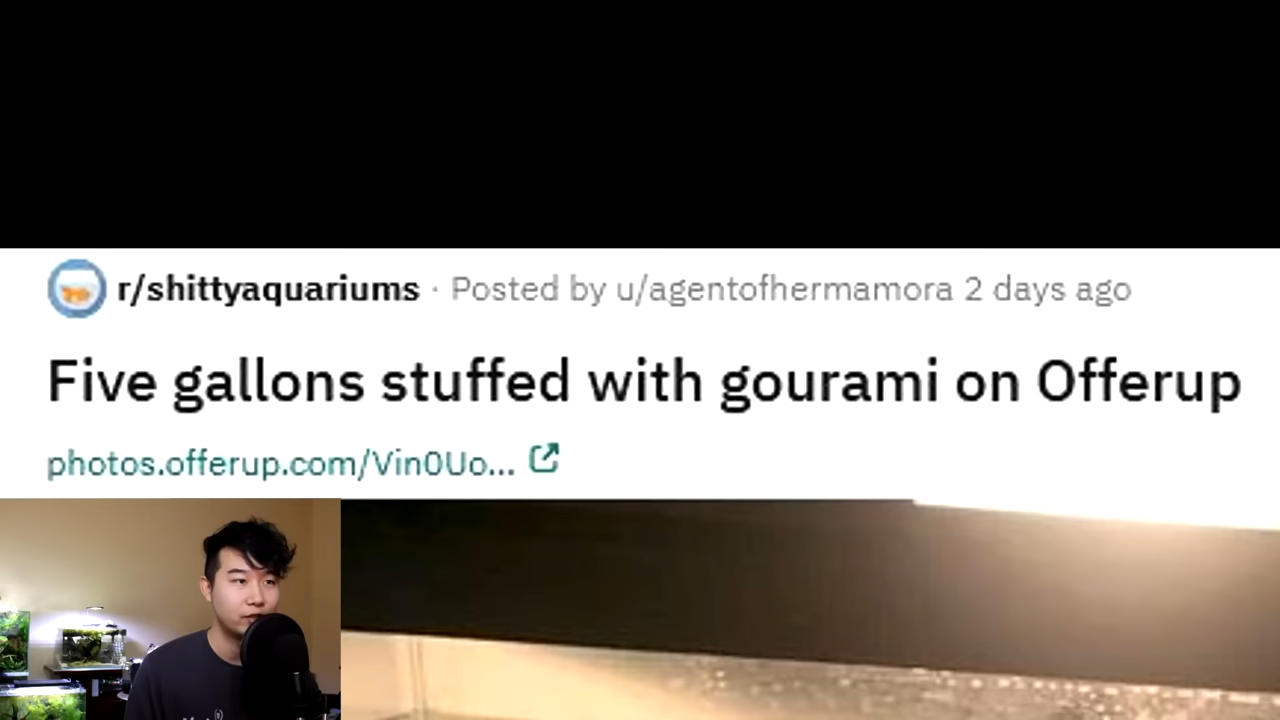 r/shittyaquariums · Posted by u/agentofhermamora 2 days ago
Five gallons stuffed with gourami on Offerup
photos.offerup.com/Vin0Uo...